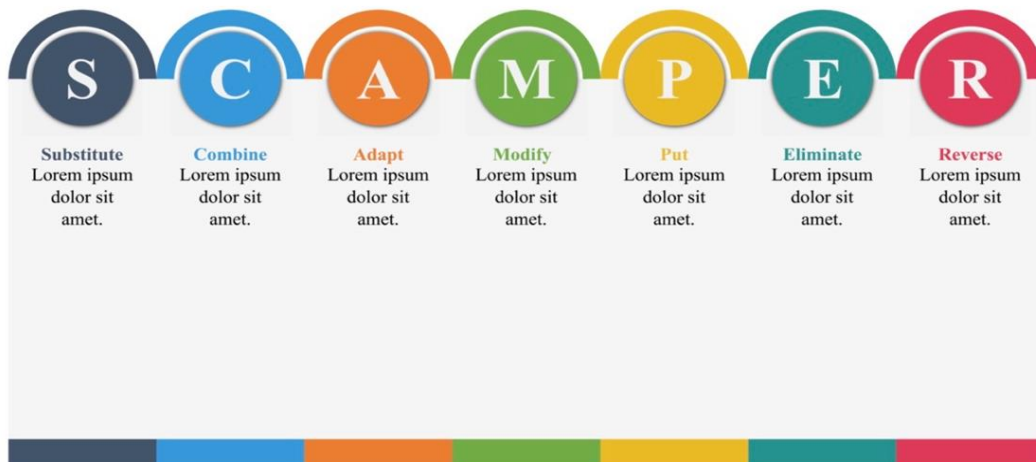 S C A M P E R
Substitute
Lorem ipsum
dolor sit
amet.
Combine
Lorem ipsum
dolor sit
amet.
Adapt
Lorem ipsum
dolor sit
amet.
Modify
Lorem ipsum
dolor sit
amet.
Put
Lorem ipsum
dolor sit
amet.
Eliminate
Lorem ipsum
dolor sit
amet.
Reverse
Lorem ipsum
dolor sit
amet.